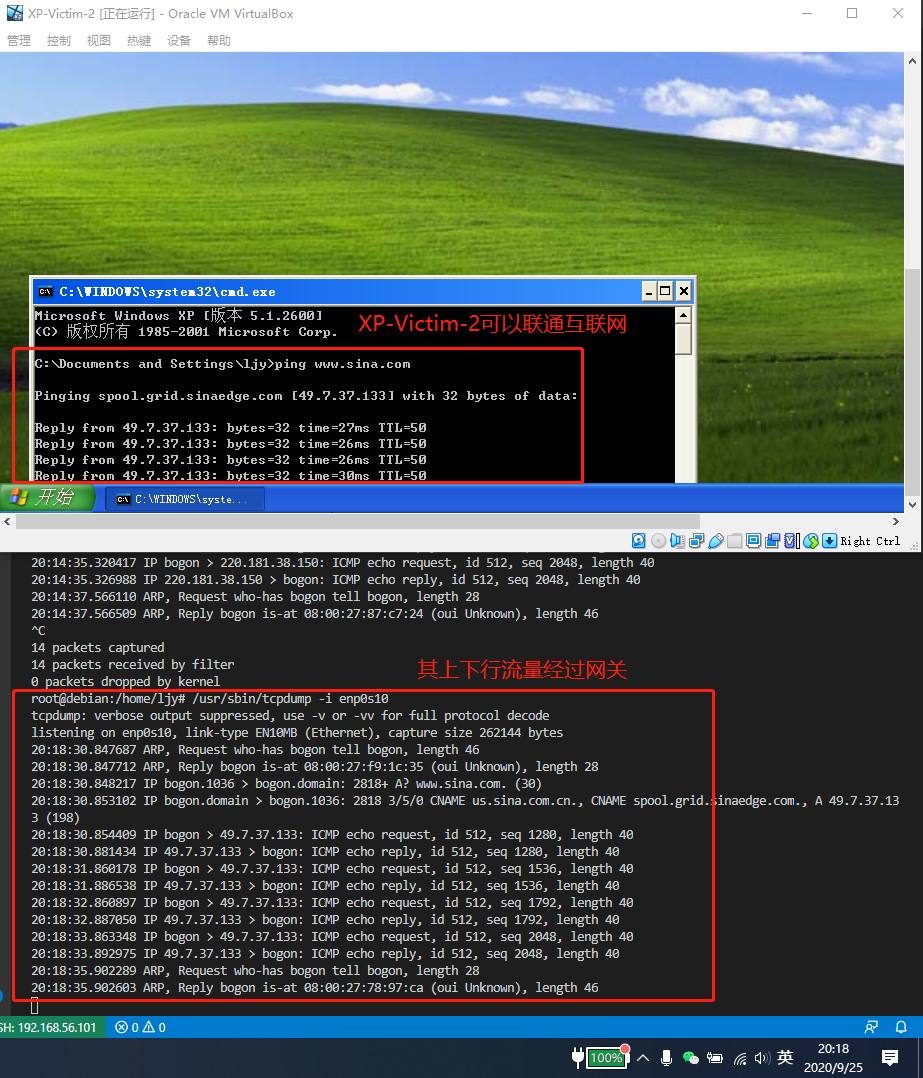 XP-Victim-2 [正在运行] - Oracle VM VirtualBox
管理 控制 视图 热键 设备 帮助
C:\WINDOWS\system32\cmd.exe
Microsoft Windows XP [版本 5.1.2600]
(C) 版权所有 1985-2001 Microsoft Corp.
XP-Victim-2可以联通互联网
C:\Documents and Settings\ljy>ping www.sina.com
Pinging spool.grid.sinaedge.com [49.7.37.133] with 32 bytes of data:
Reply from 49.7.37.133: bytes=32 time=27ms TTL=50
Reply from 49.7.37.133: bytes=32 time=26ms TTL=50
Reply from 49.7.37.133: bytes=32 time=26ms TTL=50
Reply from 49.7.37.133: bytes=32 time=30ms TTL=50
开始 C:\WINDOWS\syste...
Right Ctrl
20:14:35.320417 IP bogon > 220.181.38.150: ICMP echo request, id 512, seq 2048, length 40
20:14:35.326988 IP 220.181.38.150 > bogon: ICMP echo reply, id 512, seq 2048, length 40
20:14:37.566110 ARP, Request who-has bogon tell bogon, length 28
20:14:37.566509 ARP, Reply bogon is-at 08:00:27:87:c7:24 (oui Unknown), length 46
^C
14 packets captured
14 packets received by filter
0 packets dropped by kernel
其上下行流量经过网关
root@debian:/home/ljy# /usr/sbin/tcpdump -i enp0s10
tcpdump: verbose output suppressed, use -v or -vv for full protocol decode
listening on enp0s10, link-type EN10MB (Ethernet), capture size 262144 bytes
20:18:30.847687 ARP, Request who-has bogon tell bogon, length 46
20:18:30.847712 ARP, Reply bogon is-at 08:00:27:f9:1c:35 (oui Unknown), length 28
20:18:30.848217 IP bogon.1036 > bogon.domain: 2818+ A? www.sina.com. (30)
20:18:30.853102 IP bogon.domain > bogon.1036: 2818 3/5/0 CNAME us.sina.com.cn., CNAME spool.grid.sinaedge.com., A 49.7.37.13
3 (198)
20:18:30.854409 IP bogon > 49.7.37.133: ICMP echo request, id 512, seq 1280, length 40
20:18:30.881434 IP 49.7.37.133 > bogon: ICMP echo reply, id 512, seq 1280, length 40
20:18:31.860178 IP bogon > 49.7.37.133: ICMP echo request, id 512, seq 1536, length 40
20:18:31.886538 IP 49.7.37.133 > bogon: ICMP echo reply, id 512, seq 1536, length 40
20:18:32.860897 IP bogon > 49.7.37.133: ICMP echo request, id 512, seq 1792, length 40
20:18:32.887050 IP 49.7.37.133 > bogon: ICMP echo reply, id 512, seq 1792, length 40
20:18:33.863348 IP bogon > 49.7.37.133: ICMP echo request, id 512, seq 2048, length 40
20:18:33.892975 IP 49.7.37.133 > bogon: ICMP echo reply, id 512, seq 2048, length 40
20:18:35.902289 ARP, Request who-has bogon tell bogon, length 28
20:18:35.902603 ARP, Reply bogon is-at 08:00:27:78:97:ca (oui Unknown), length 46
SH: 192.168.56.101 0 0
100% 英 20:18
2020/9/25